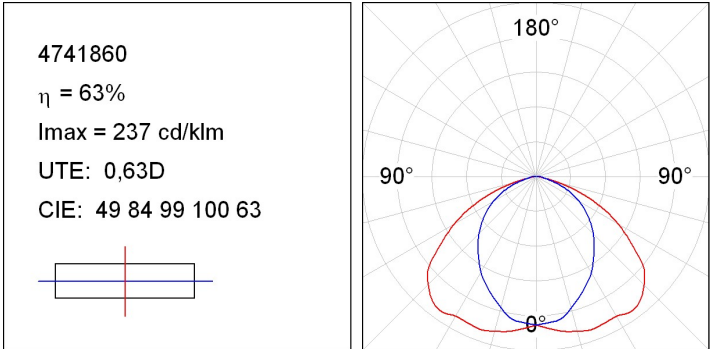 4741860
η = 63%
Imax = 237 cd/klm
UTE: 0,63D
CIE: 49 84 99 100 63
180°
90° 90°
0°